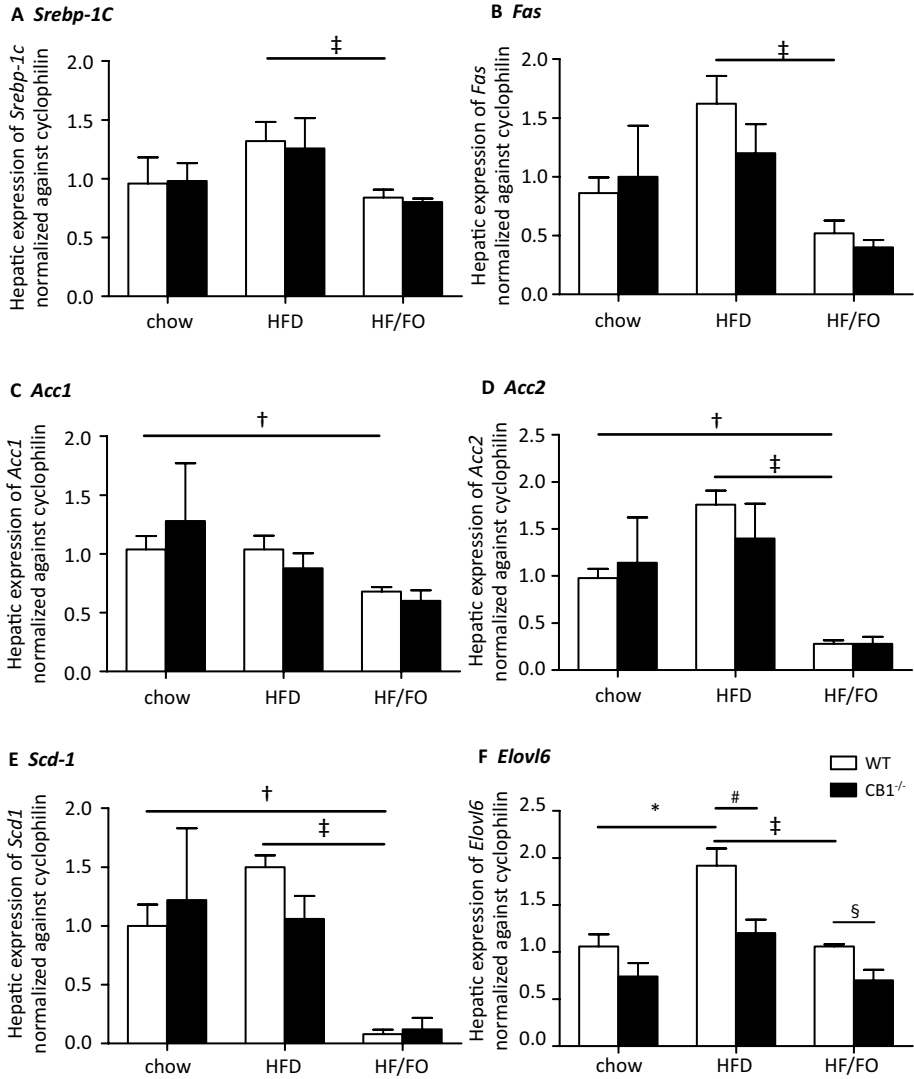 A Srebp-1C
Hepatic expression of Srebp-1c
normalized against cyclophilin
2.0
1.5
1.0
0.5
0.0
‡
chow HFD HF/FO
B Fas
Hepatic expression of Fas
normalized against cyclophilin
2.0
1.5
1.0
0.5
0.0
‡
chow HFD HF/FO
C Acc1
Hepatic expression of Acc1
normalized against cyclophilin
2.0
1.5
1.0
0.5
0.0
†
chow HFD HF/FO
D Acc2
Hepatic expression of Acc2
normalized against cyclophilin
2.5
2.0
1.5
1.0
0.5
0.0
†
‡
chow HFD HF/FO
E Scd-1
Hepatic expression of Scd1
normalized against cyclophilin
2.0
1.5
1.0
0.5
0.0
†
‡
chow HFD HF/FO
F Elovl6
WT
CB1-/-
Hepatic expression of Elovl6
normalized against cyclophilin
2.5
2.0
1.5
1.0
0.5
0.0
*
#
‡
§
chow HFD HF/FO